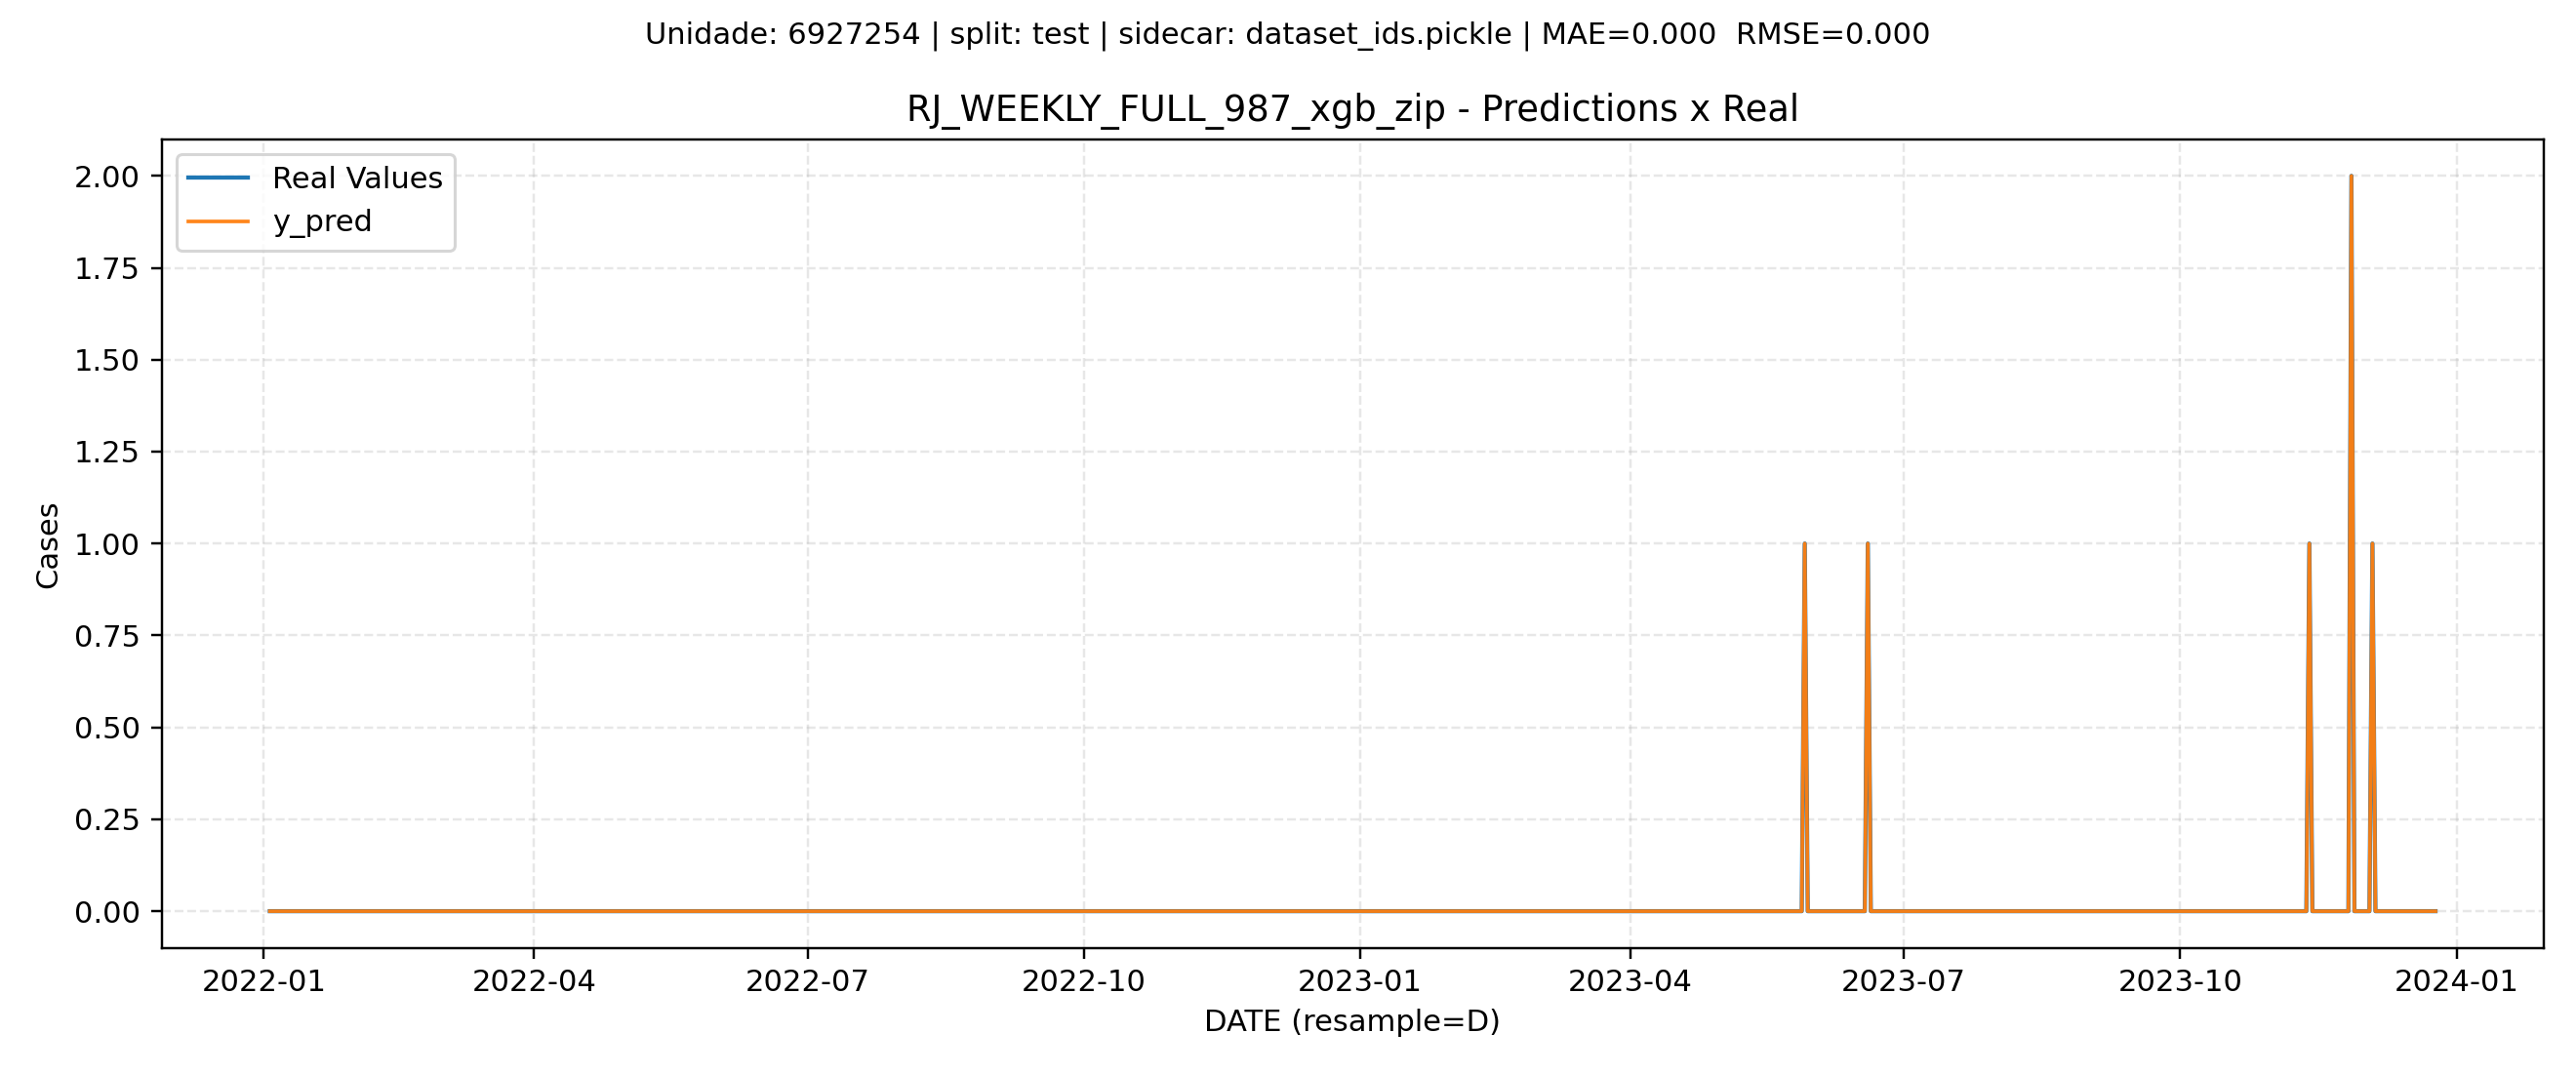 Unidade: 6927254 | split: test | sidecar: dataset_ids.pickle | MAE=0.000  RMSE=0.000
RJ_WEEKLY_FULL_987_xgb_zip - Predictions x Real
Real Values
y_pred
2.00
1.75
1.50
1.25
1.00
0.75
0.50
0.25
0.00
Cases
2022-01 2022-04 2022-07 2022-10 2023-01 2023-04 2023-07 2023-10 2024-01
DATE (resample=D)